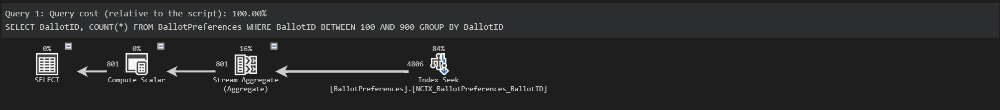 Query 1: Query cost (relative to the script): 100.00%
SELECT BallotID, COUNT(*) FROM BallotPreferences WHERE BallotID BETWEEN 100 AND 900 GROUP BY BallotID
0%
SELECT
801
0%
Compute Scalar
801
16%
Stream Aggregate
(Aggregate)
4806
84%
Index Seek
[BallotPreferences].[NCIX_BallotPreferences_BallotID]